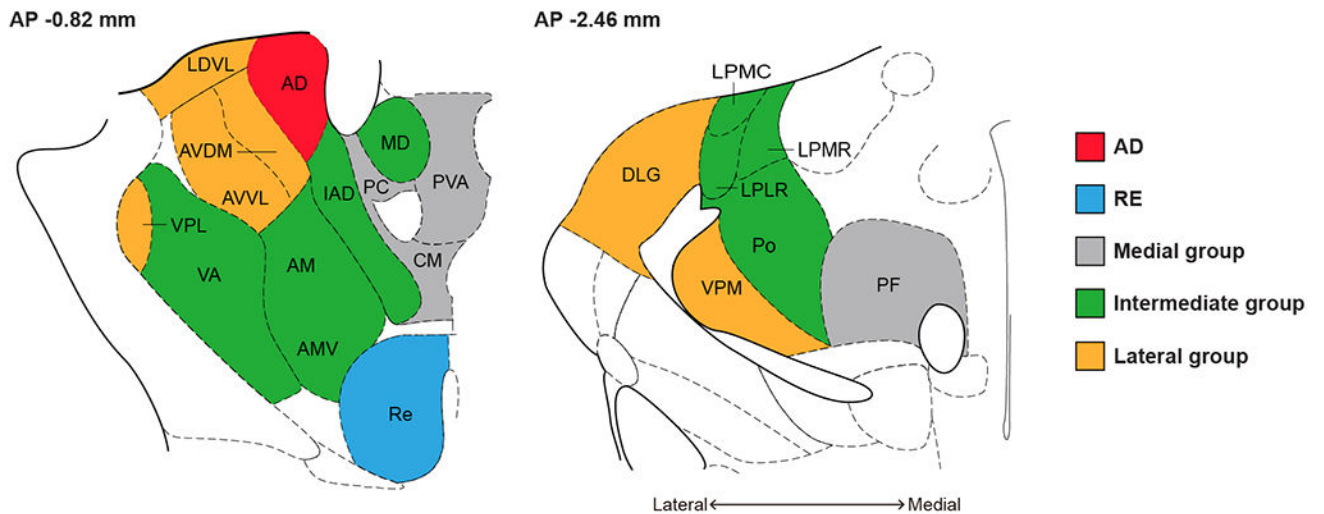 AP -0.82 mm
LDVL
AD
MD
AVDM
IAD
PC
PVA
AVVL
VPL
CM
AM
VA
AMV
Re
AP -2.46 mm
LPMC
LPMR
DLG
LPLR
Po
VPM
PF
Lateral
Medial
AD
RE
Medial group
Intermediate group
Lateral group